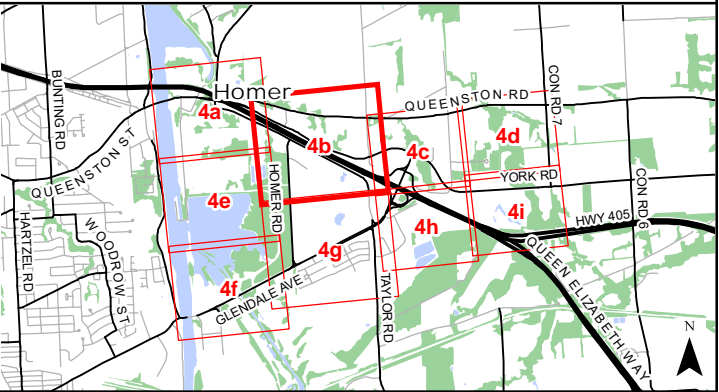 Homer
4a
BUNTING RD
QUEENSTON RD
CON RD 7
4b
4c
4d
QUEENSTON ST
YORK RD
4e
HOMER RD
4i
CON RD 6
HARTZEL RD
WOODROW ST
4h
HWY 405
4g
4f
GLENDALE AVE
TAYLOR RD
QUEEN ELIZABETH WAY
N